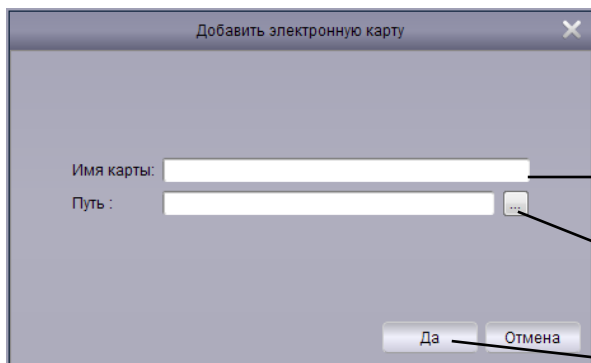 Добавить электронную карту
Имя карты:
Путь :
...
Да
Отмена